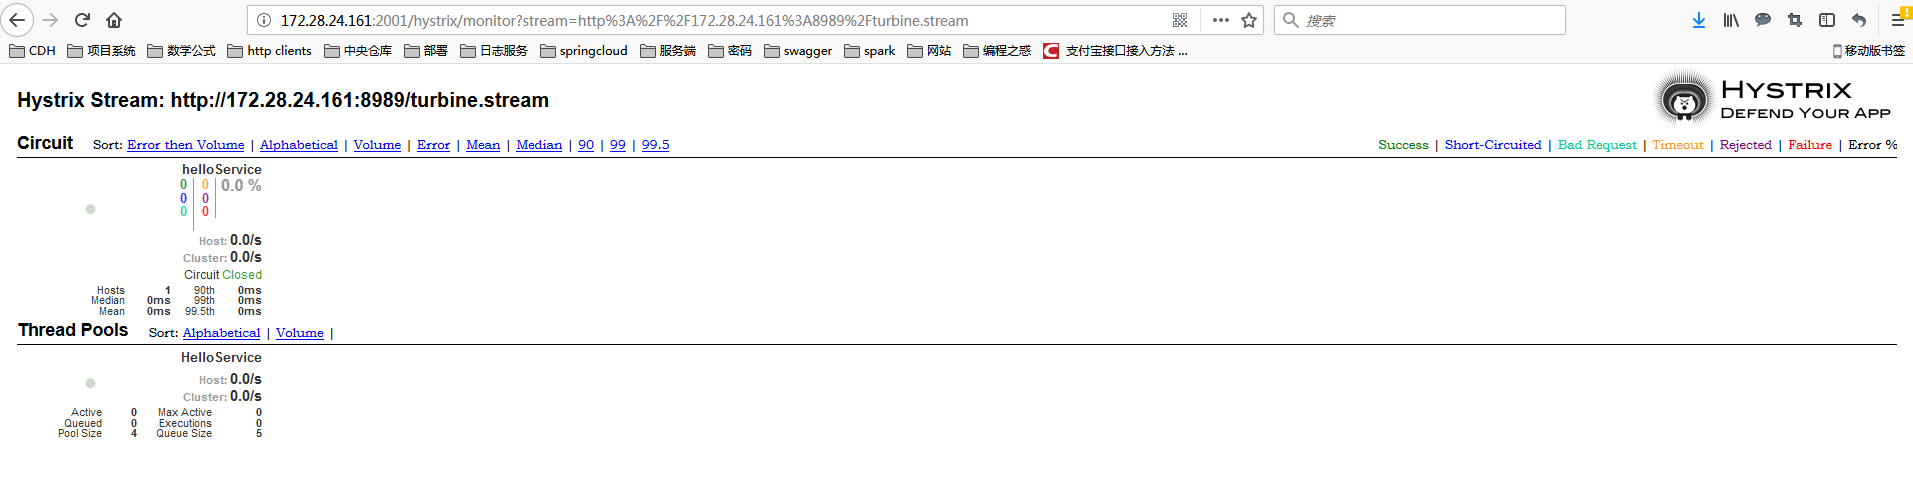 172.28.24.161:2001/hystrix/monitor?stream=http%3A%2F%2F172.28.24.161%3A8989%2Fturbine.stream
搜索
CDH 项目系统 数学公式 http clients 中央仓库 部署 日志服务 springcloud 服务端 密码 swagger spark 网站 编程之惑 支付宝接口接入方法 ... 移动版书签
Hystrix Stream: http://172.28.24.161:8989/turbine.stream
HYSTRIX
DEFEND YOUR APP
Circuit Sort: Error then Volume | Alphabetical | Volume | Error | Mean | Median | 90 | 99 | 99.5
Success | Short-Circuited | Bad Request | Timeout | Rejected | Failure | Error %
helloService
0 0 0.0 %
0 0
0 0
Host: 0.0/s
Cluster: 0.0/s
Circuit Closed
Hosts 1 90th 0ms
Median 0ms 99th 0ms
Mean 0ms 99.5th 0ms
Thread Pools Sort: Alphabetical | Volume |
HelloService
Host: 0.0/s
Cluster: 0.0/s
Active 0 Max Active 0
Queued 0 Executions 0
Pool Size 4 Queue Size 5